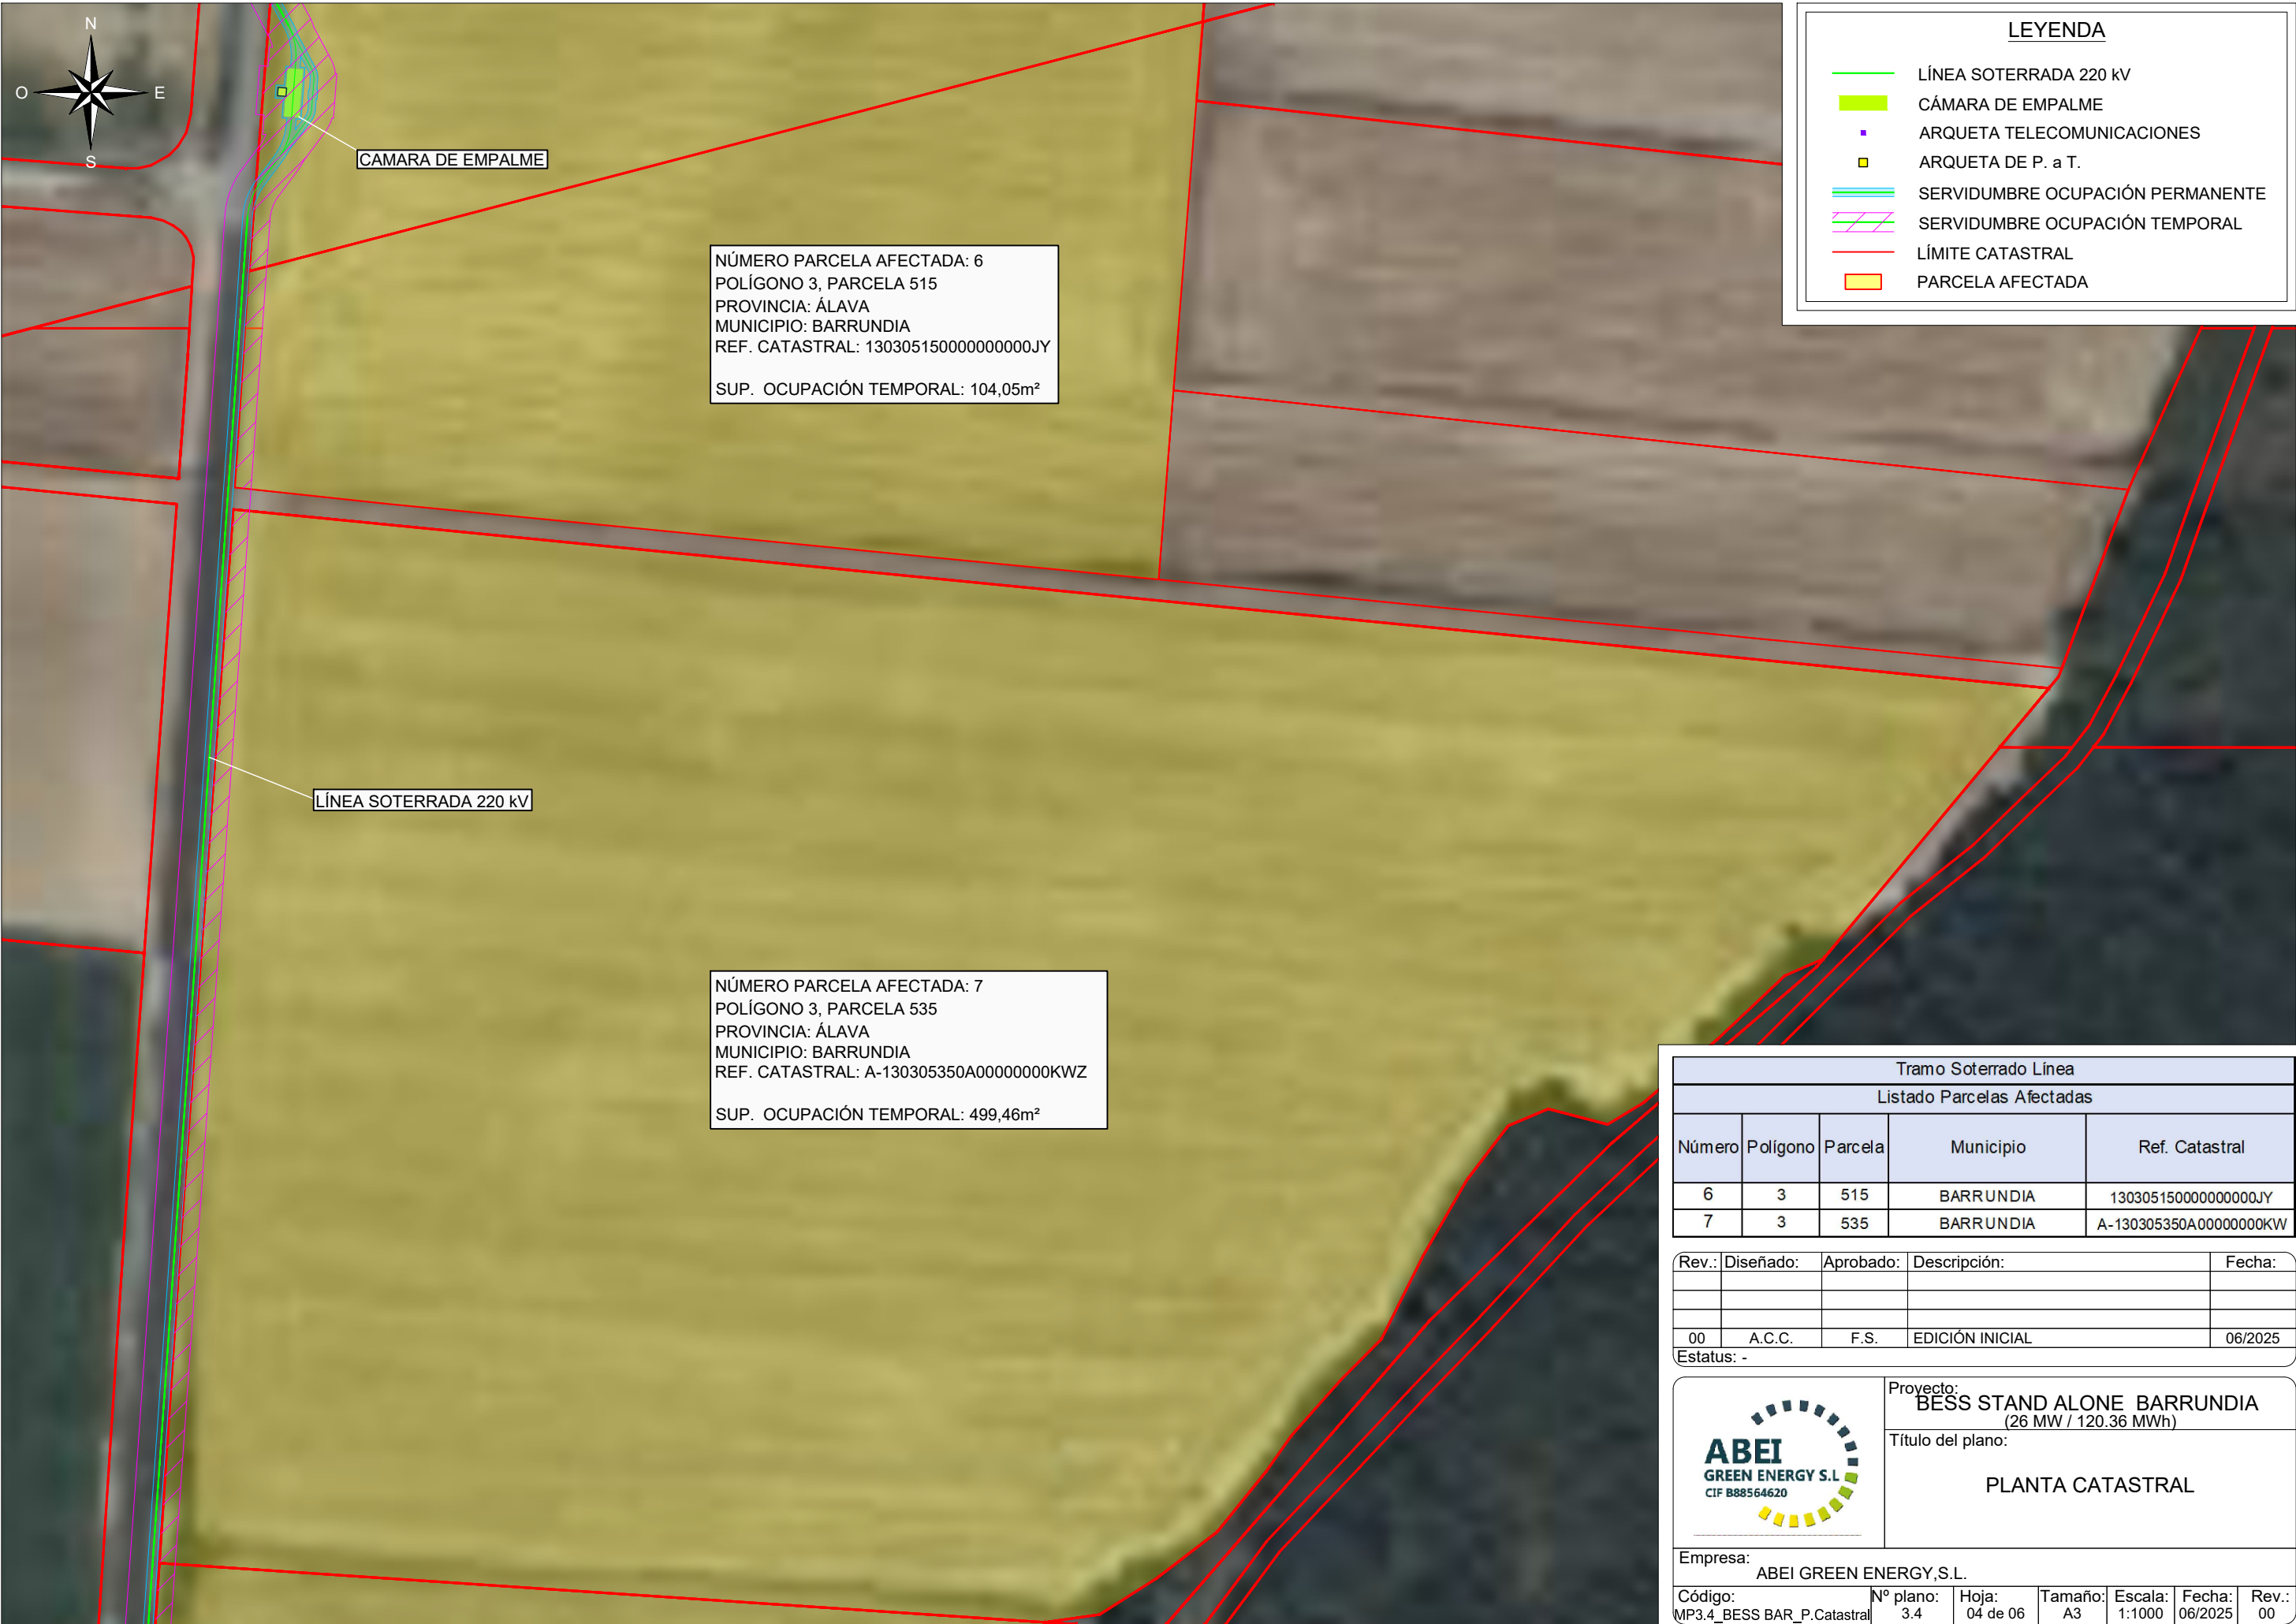 N
O
E
S
CAMARA DE EMPALME
LEYENDA
LÍNEA SOTERRADA 220 kV
CÁMARA DE EMPALME
ARQUETA TELECOMUNICACIONES
ARQUETA DE P. a T.
SERVIDUMBRE OCUPACIÓN PERMANENTE
SERVIDUMBRE OCUPACIÓN TEMPORAL
LÍMITE CATASTRAL
PARCELA AFECTADA
NÚMERO PARCELA AFECTADA: 6
POLÍGONO 3, PARCELA 515
PROVINCIA: ÁLAVA
MUNICIPIO: BARRUNDIA
REF. CATASTRAL: 130305150000000000JY
SUP. OCUPACIÓN TEMPORAL: 104,05m²
LÍNEA SOTERRADA 220 kV
NÚMERO PARCELA AFECTADA: 7
POLÍGONO 3, PARCELA 535
PROVINCIA: ÁLAVA
MUNICIPIO: BARRUNDIA
REF. CATASTRAL: A-130305350A00000000KWZ
SUP. OCUPACIÓN TEMPORAL: 499,46m²
Tramo Soterrado Línea
Listado Parcelas Afectadas
Número Polígono Parcela Municipio Ref. Catastral
6 3 515 BARRUNDIA 130305150000000000JY
7 3 535 BARRUNDIA A-130305350A00000000KW
Rev.: Diseñado: Aprobado: Descripción: Fecha:
00 A.C.C. F.S. EDICIÓN INICIAL 06/2025
Estatus: -
ABEI
GREEN ENERGY S.L
CIF B88564620
Proyecto:
BESS STAND ALONE BARRUNDIA
(26 MW / 120.36 MWh)
Título del plano:
PLANTA CATASTRAL
Empresa:
ABEI GREEN ENERGY,S.L.
Código: Nº plano: Hoja: Tamaño: Escala: Fecha: Rev.:
MP3.4_BESS BAR_P.Catastral 3.4 04 de 06 A3 1:1000 06/2025 00